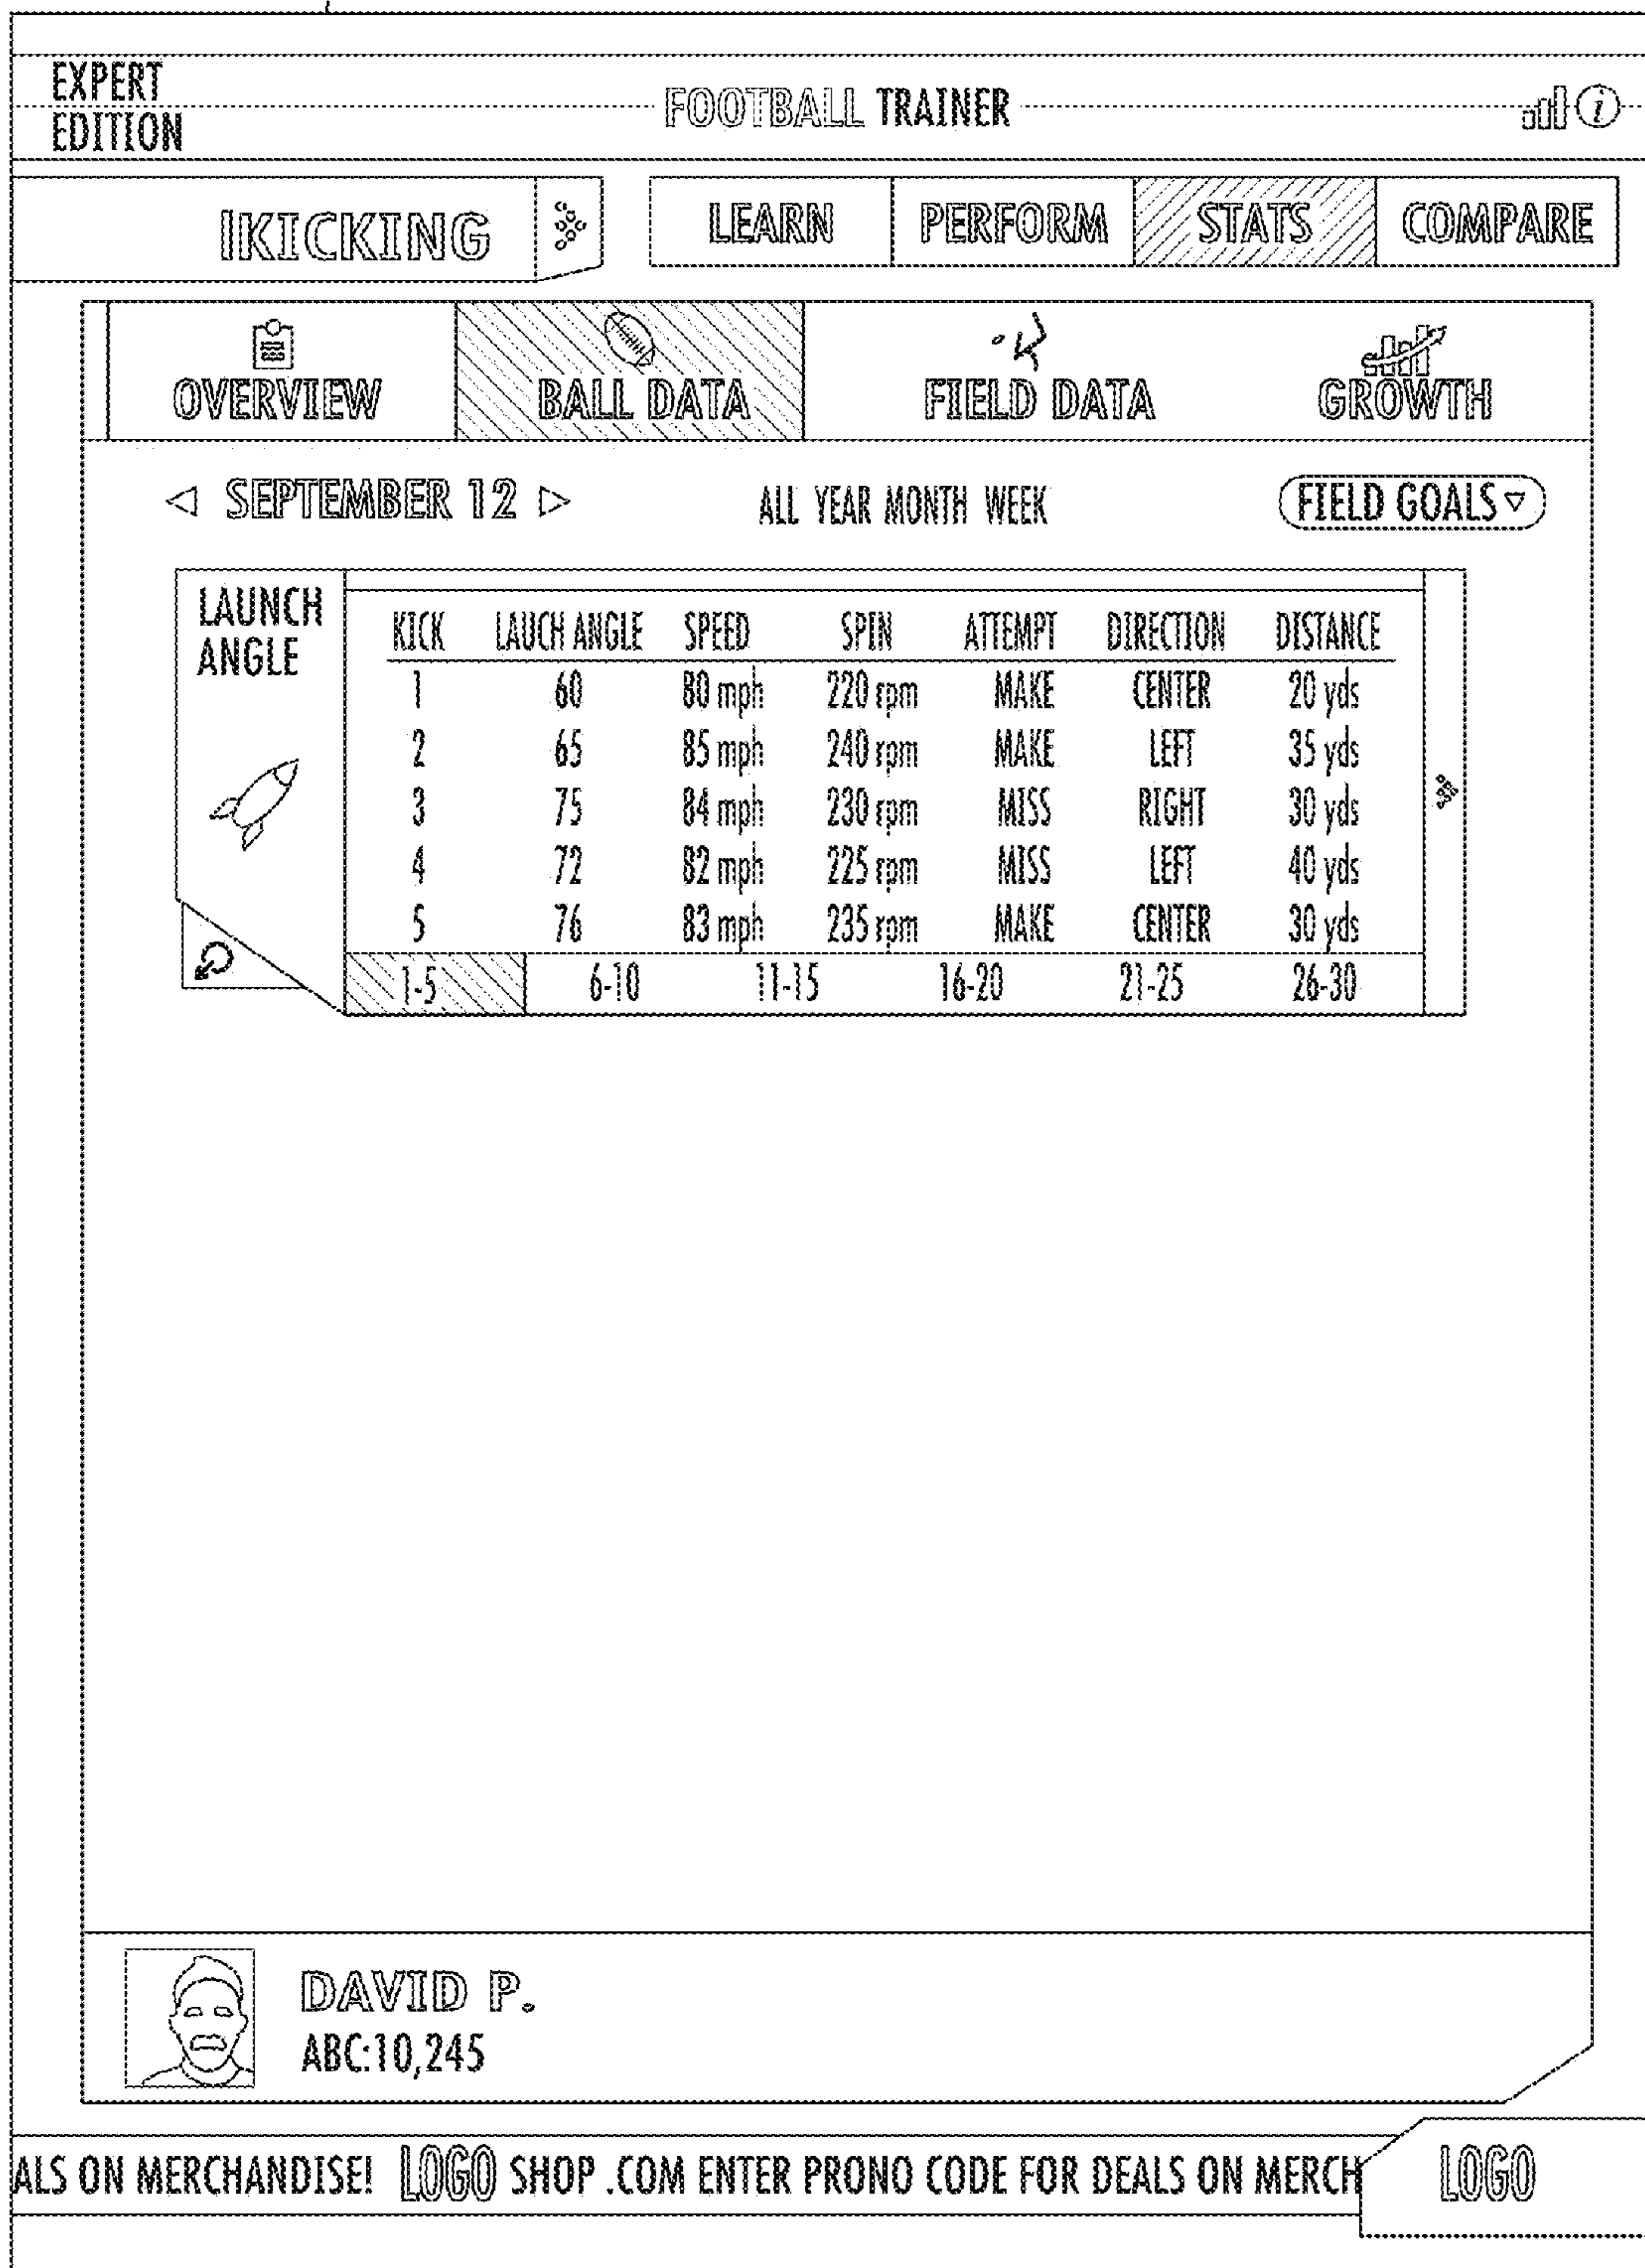 EXPERT
EDITION
FOOTBALL TRAINER
i
KICKING
LEARN PERFORM STATS COMPARE
OVERVIEW BALL DATA FIELD DATA GROWTH
SEPTEMBER 12 ALL YEAR MONTH WEEK FIELD GOALS
LAUNCH
ANGLE
KICK LAUCH ANGLE SPEED SPIN ATTEMPT DIRECTION DISTANCE
1 60 80 mph 220 rpm MAKE CENTER 20 yds
2 65 85 mph 240 rpm MAKE LEFT 35 yds
3 75 84 mph 230 rpm MISS RIGHT 30 yds
4 72 82 mph 225 rpm MISS LEFT 40 yds
5 76 83 mph 235 rpm MAKE CENTER 30 yds
1-5 6-10 11-15 16-20 21-25 26-30
DAVID P.
ABC:10,245
ALS ON MERCHANDISE! LOGO SHOP .COM ENTER PRONO CODE FOR DEALS ON MERCH LOGO